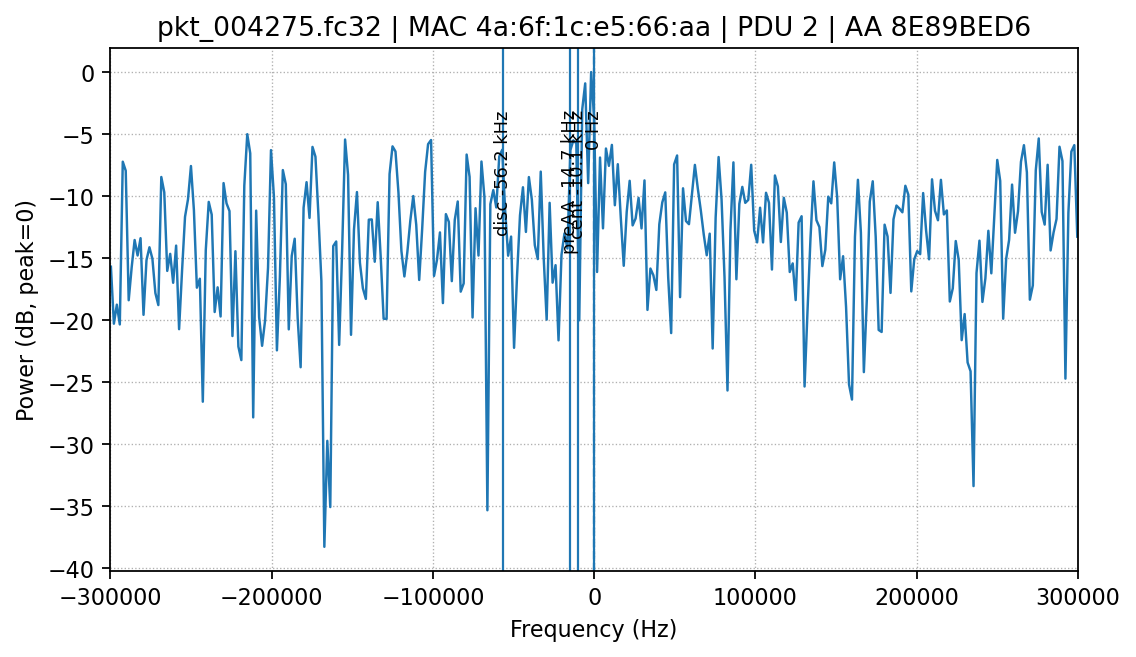 pkt_004275.fc32 | MAC 4a:6f:1c:e5:66:aa | PDU 2 | AA 8E89BED6
Power (dB, peak=0)
0
−5
−10
−15
−20
−25
−30
−35
−40
disc -56.2 kHz
preAA -14.7 kHz
cent -10.1 kHz
0 Hz
−300000
−200000
−100000
0
100000
200000
300000
Frequency (Hz)